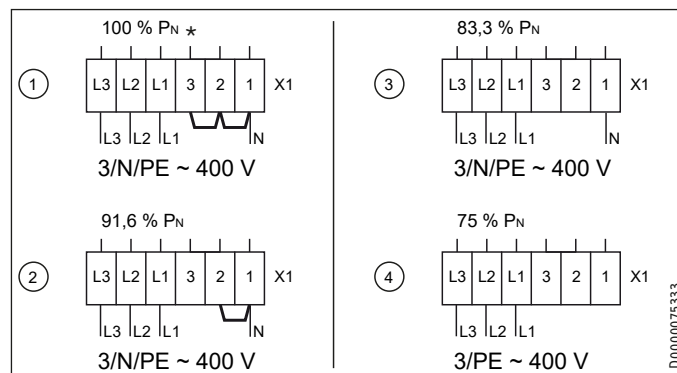 100 % PN *
1
L3 L2 L1 3 2 1 X1
L3 L2 L1 N
3/N/PE ~ 400 V
91,6 % PN
2
L3 L2 L1 3 2 1 X1
L3 L2 L1 N
3/N/PE ~ 400 V
83,3 % PN
3
L3 L2 L1 3 2 1 X1
L3 L2 L1 N
3/N/PE ~ 400 V
75 % PN
4
L3 L2 L1 3 2 1 X1
L3 L2 L1
3/PE ~ 400 V
D0000075333